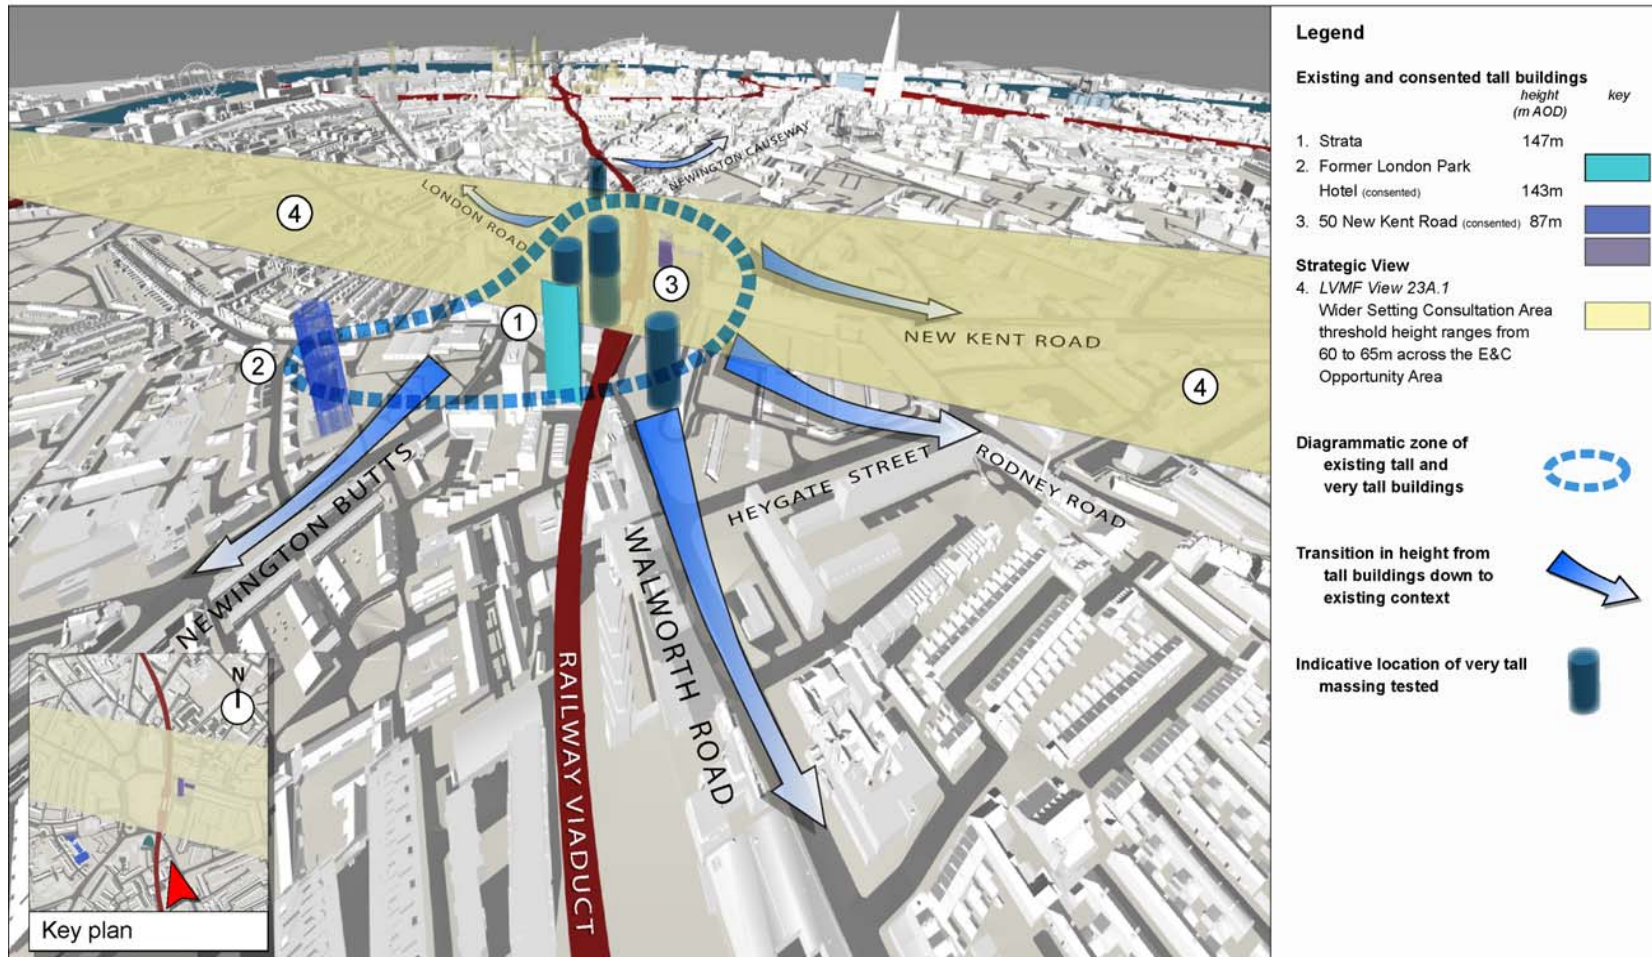 NEWINGTON CAUSEWAY
LONDON ROAD
4
3
1
2
NEW KENT ROAD
4
HEYGATE STREET
RODNEY ROAD
NEWINGTON BUTTS
WALWORTH ROAD
RAILWAY VIADUCT
N
Key plan
Legend
Existing and consented tall buildings
height key
(m AOD)
1. Strata 147m
2. Former London Park
Hotel (consented) 143m
3. 50 New Kent Road (consented) 87m
Strategic View
4. LVMF View 23A.1
Wider Setting Consultation Area
threshold height ranges from
60 to 65m across the E&C
Opportunity Area
Diagrammatic zone of
existing tall and
very tall buildings
Transition in height from
tall buildings down to
existing context
Indicative location of very tall
massing tested